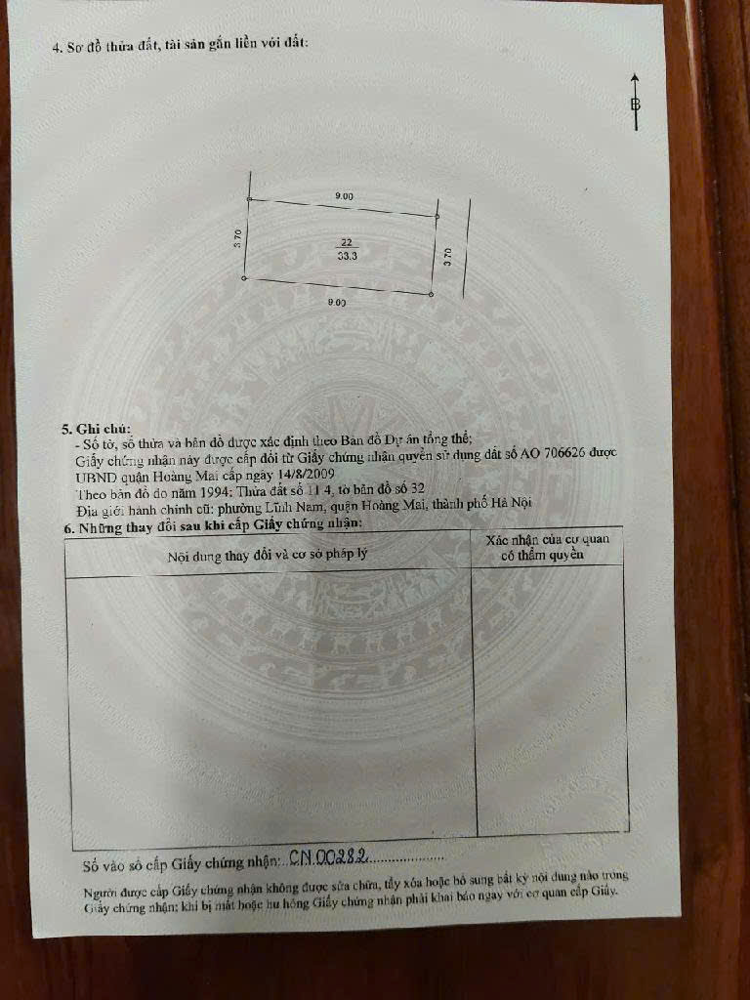 4. Sơ đồ thửa đất, tài sản gắn liền với đất:
B
9.00
3.70
22
33.3
3.70
9.00
5. Ghi chú:
- Số tờ, số thửa và bản đồ được xác định theo Bản đồ Dự án tổng thể;
Giấy chứng nhận này được cấp đổi từ Giấy chứng nhận quyền sử dụng đất số AO 706626 được
UBND quận Hoàng Mai cấp ngày 14/8/2009
Theo bản đồ đo năm 1994: Thửa đất số 11 4, tờ bản đồ số 32
Địa giới hành chính cũ: phường Lĩnh Nam, quận Hoàng Mai, thành phố Hà Nội
6. Những thay đổi sau khi cấp Giấy chứng nhận:
Nội dung thay đổi và cơ sở pháp lý
Xác nhận của cơ quan
có thẩm quyền
Số vào sổ cấp Giấy chứng nhận: CN.00282
Người được cấp Giấy chứng nhận không được sửa chữa, tẩy xóa hoặc bổ sung bất kỳ nội dung nào trong
Giấy chứng nhận; khi bị mất hoặc hư hỏng Giấy chứng nhận phải khai báo ngay với cơ quan cấp Giấy.